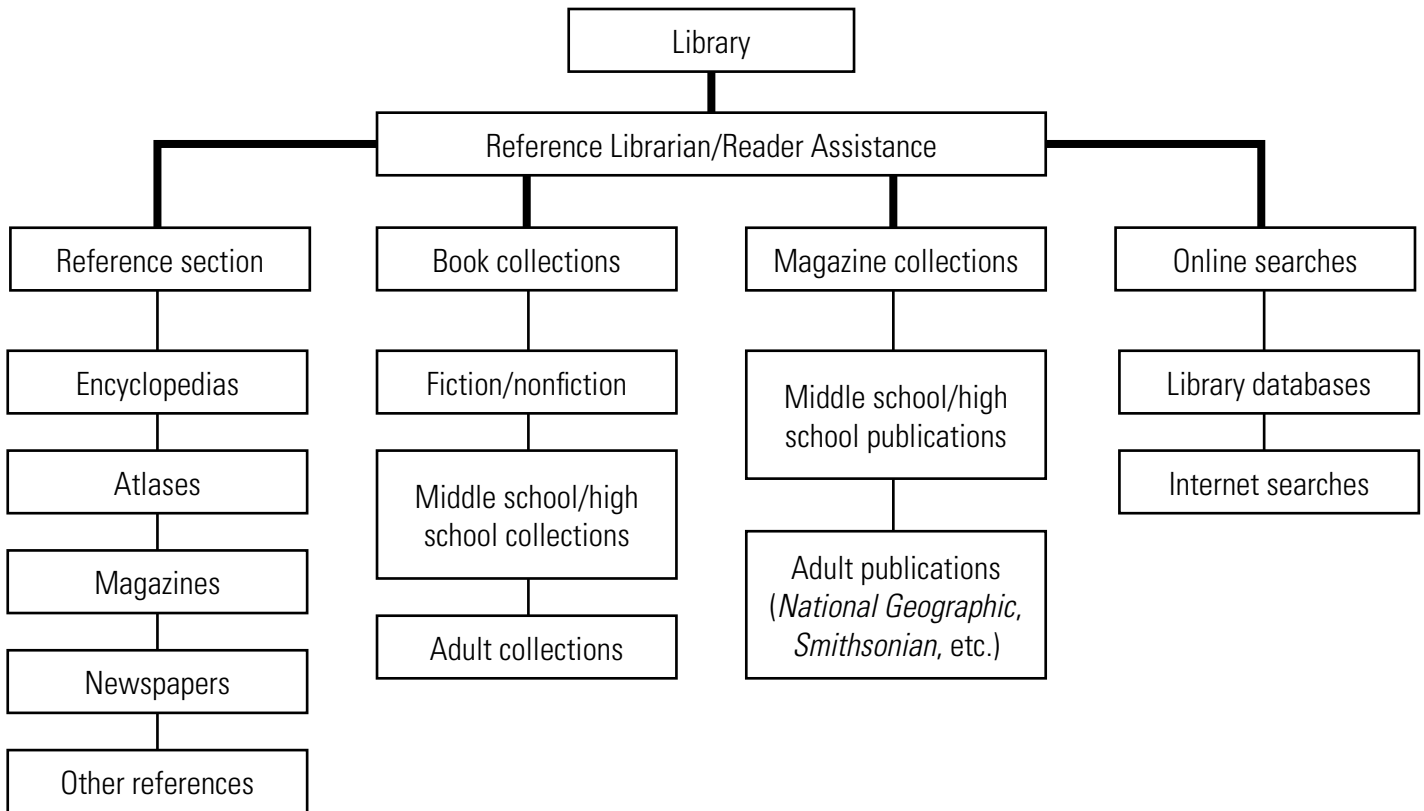 Library
Reference Librarian/Reader Assistance
Reference section
Encyclopedias
Atlases
Magazines
Newspapers
Other references
Book collections
Fiction/nonfiction
Middle school/high
school collections
Adult collections
Magazine collections
Middle school/high
school publications
Adult publications
(National Geographic,
Smithsonian, etc.)
Online searches
Library databases
Internet searches